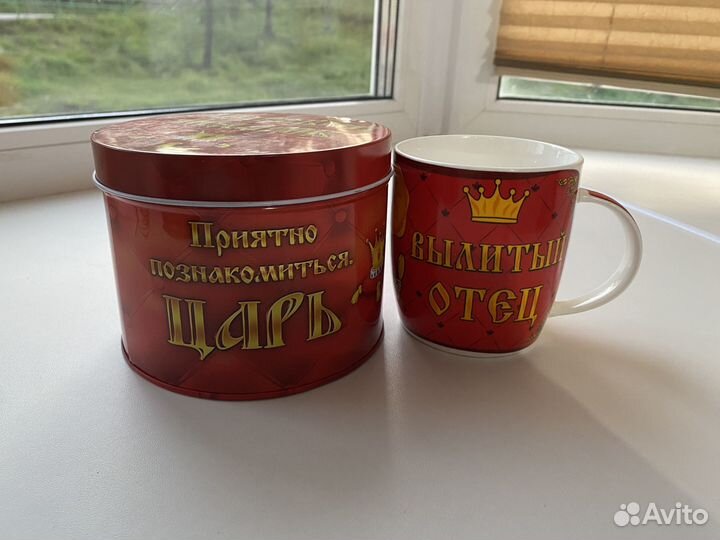 Приятно
познакомиться,
ЦАРЬ
ВЫЛИТЫЙ
ОТЕЦ
Avito